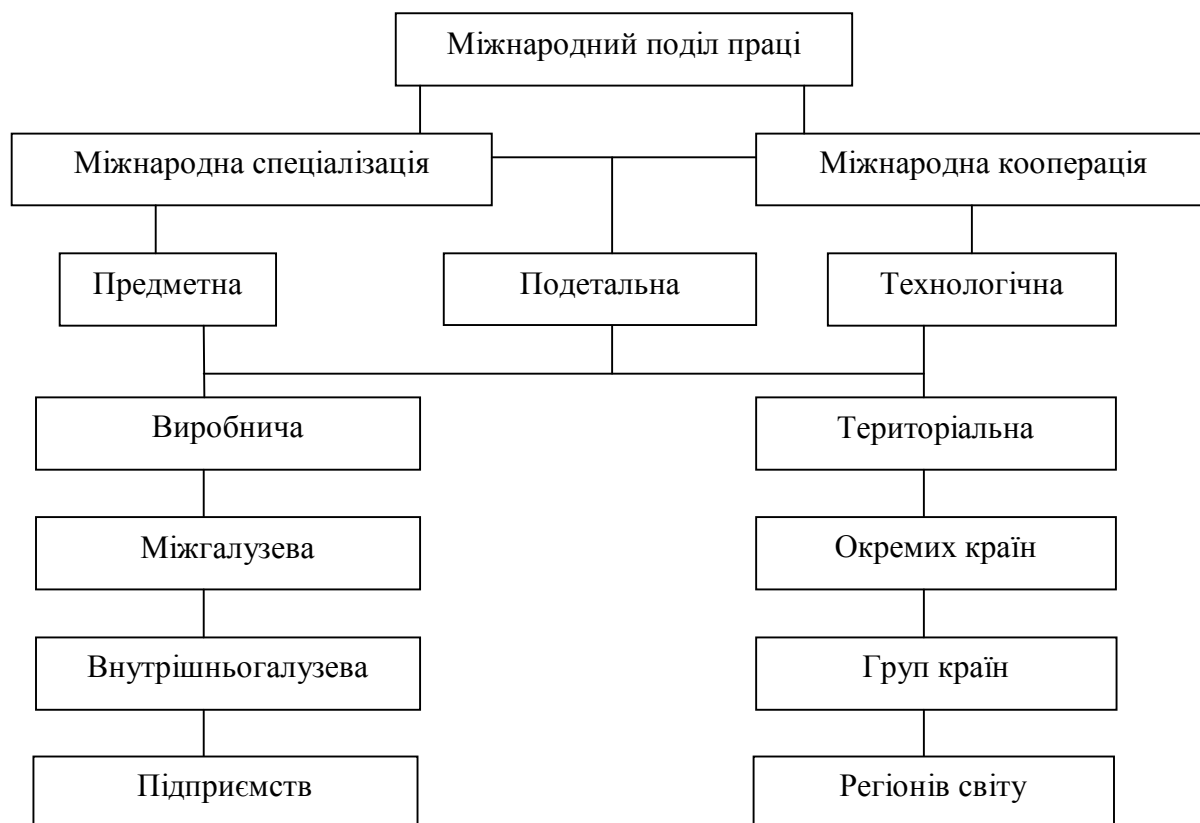 Міжнародний поділ праці
Міжнародна спеціалізація
Міжнародна кооперація
Предметна
Подетальна
Технологічна
Виробнича
Територіальна
Міжгалузева
Окремих країн
Внутрішньогалузева
Груп країн
Підприємств
Регіонів світу